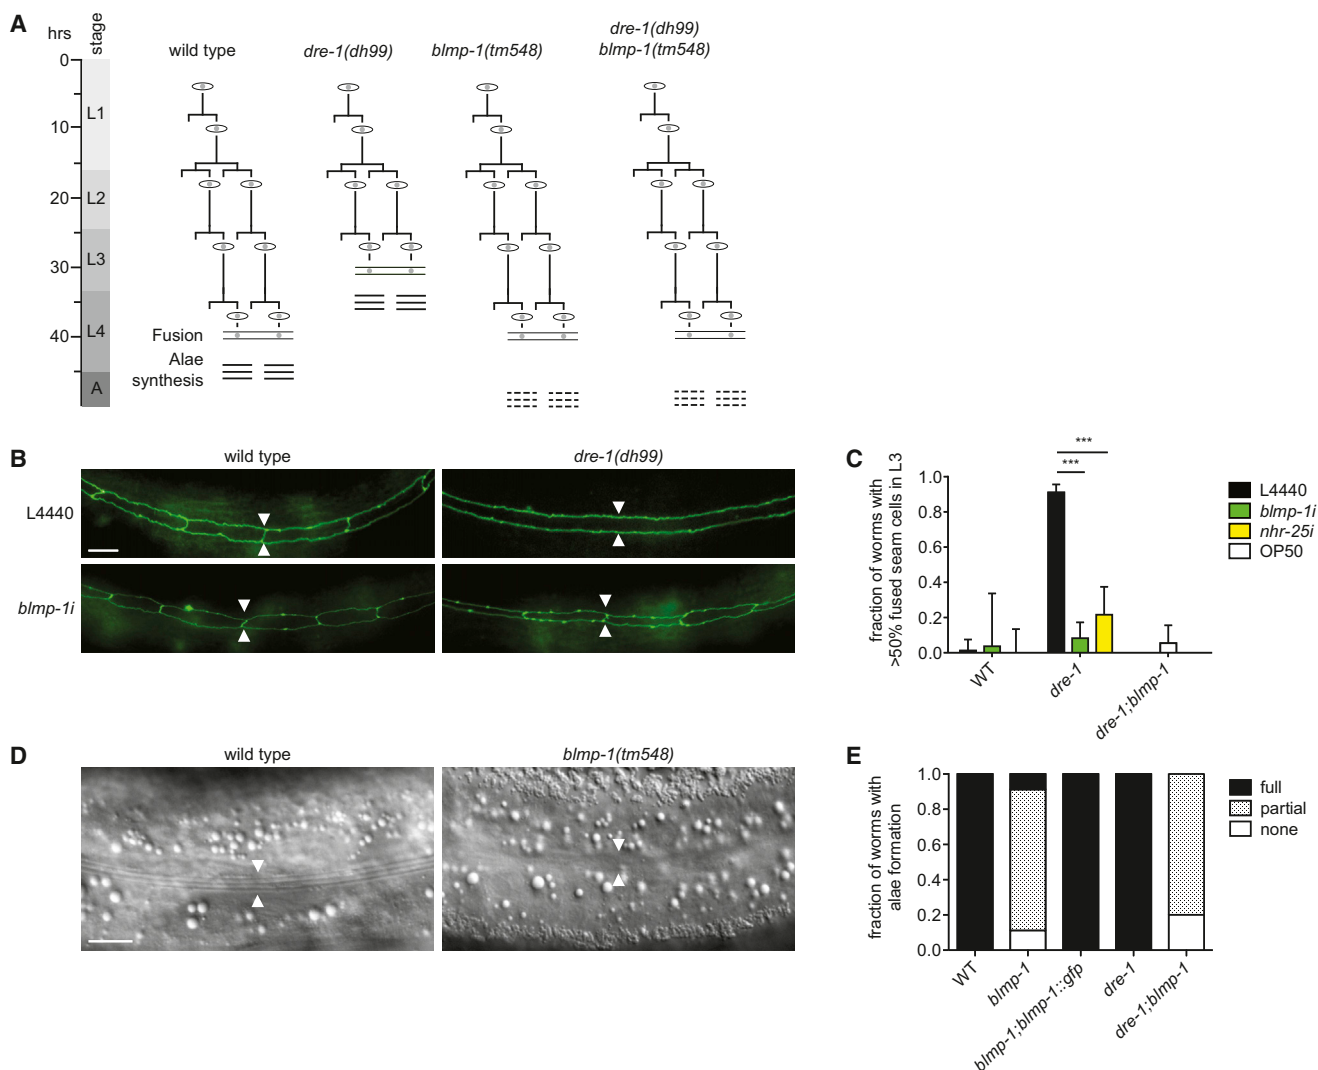 A
hrs
stage
wild type
dre-1(dh99)
blmp-1(tm548)
dre-1(dh99)
blmp-1(tm548)
0
10
20
30
40
L1
L2
L3
L4
A
Fusion
Alae
synthesis
B
wild type
dre-1(dh99)
L4440
blmp-1i
C
fraction of worms with
>50% fused seam cells in L3
1.0
0.8
0.6
0.4
0.2
0.0
***
***
WT
dre-1
dre-1;blmp-1
L4440
blmp-1i
nhr-25i
OP50
D
wild type
blmp-1(tm548)
E
fraction of worms with
alae formation
1.0
0.8
0.6
0.4
0.2
0.0
WT
blmp-1
blmp-1;blmp-1::gfp
dre-1
dre-1;blmp-1
full
partial
none